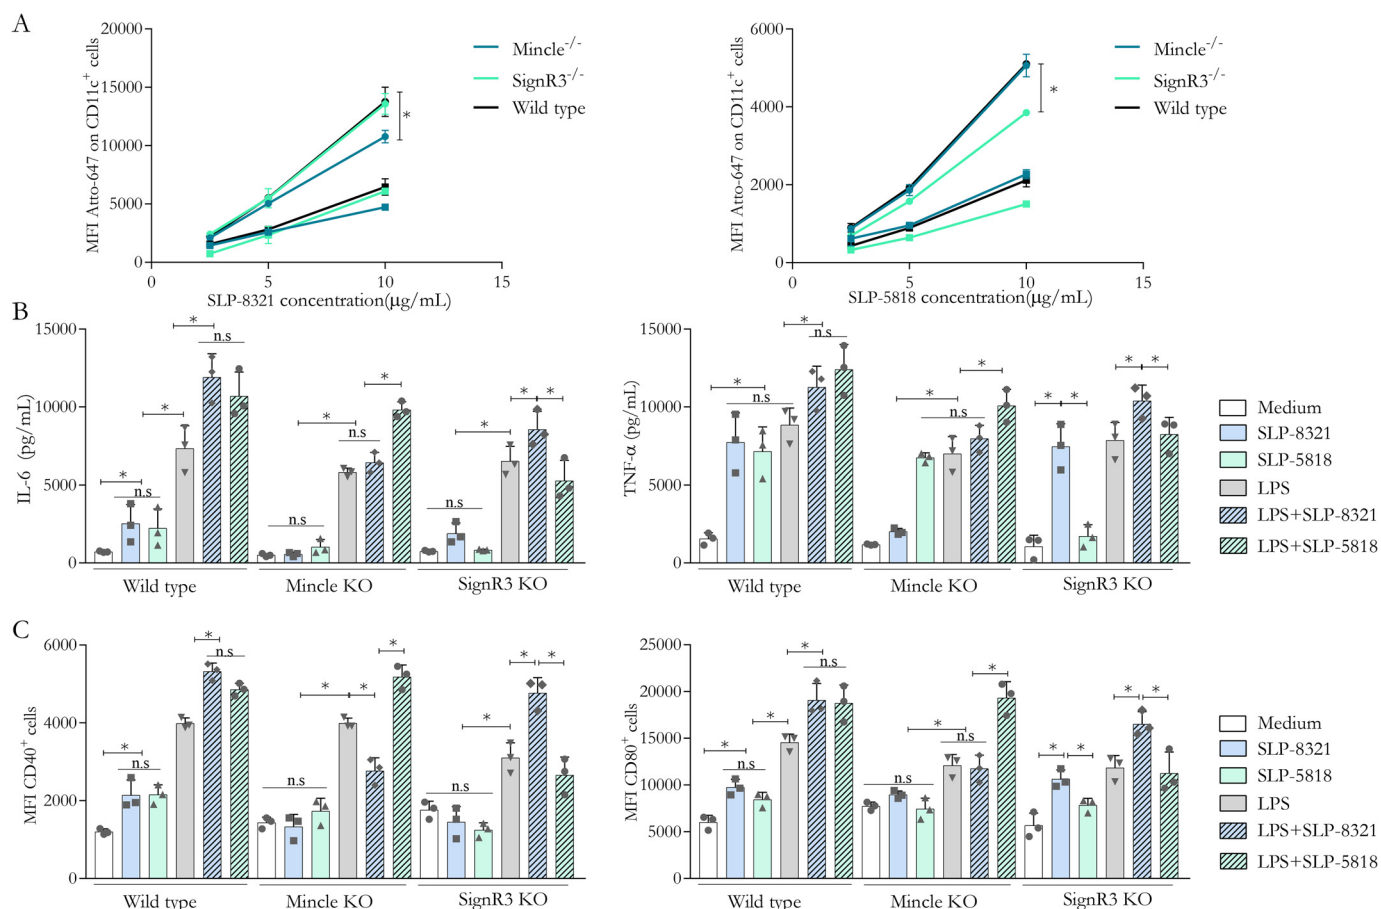 A
MFI Atto-647 on CD11c+ cells
20000
15000
10000
5000
0
0
5
10
15
SLP-8321 concentration(μg/mL)
*
Mincle-/-
SignR3-/-
Wild type
MFI Atto-647 on CD11c+ cells
6000
4000
2000
0
0
5
10
15
SLP-5818 concentration(μg/mL)
*
Mincle-/-
SignR3-/-
Wild type
B
IL-6 (pg/mL)
15000
10000
5000
0
*
n.s
*
*
n.s
*
n.s
*
n.s
*
*
*
n.s
Wild type
Mincle KO
SignR3 KO
TNF-α (pg/mL)
15000
10000
5000
0
*
n.s
*
n.s
*
*
n.s
*
*
*
*
Wild type
Mincle KO
SignR3 KO
Medium
SLP-8321
SLP-5818
LPS
LPS+SLP-8321
LPS+SLP-5818
C
MFI CD40+ cells
6000
4000
2000
0
*
n.s
*
n.s
*
*
*
n.s
*
*
*
n.s
Wild type
Mincle KO
SignR3 KO
MFI CD80+ cells
25000
20000
15000
10000
5000
0
*
n.s
*
*
n.s
*
*
n.s
n.s
*
*
*
*
Wild type
Mincle KO
SignR3 KO
Medium
SLP-8321
SLP-5818
LPS
LPS+SLP-8321
LPS+SLP-5818